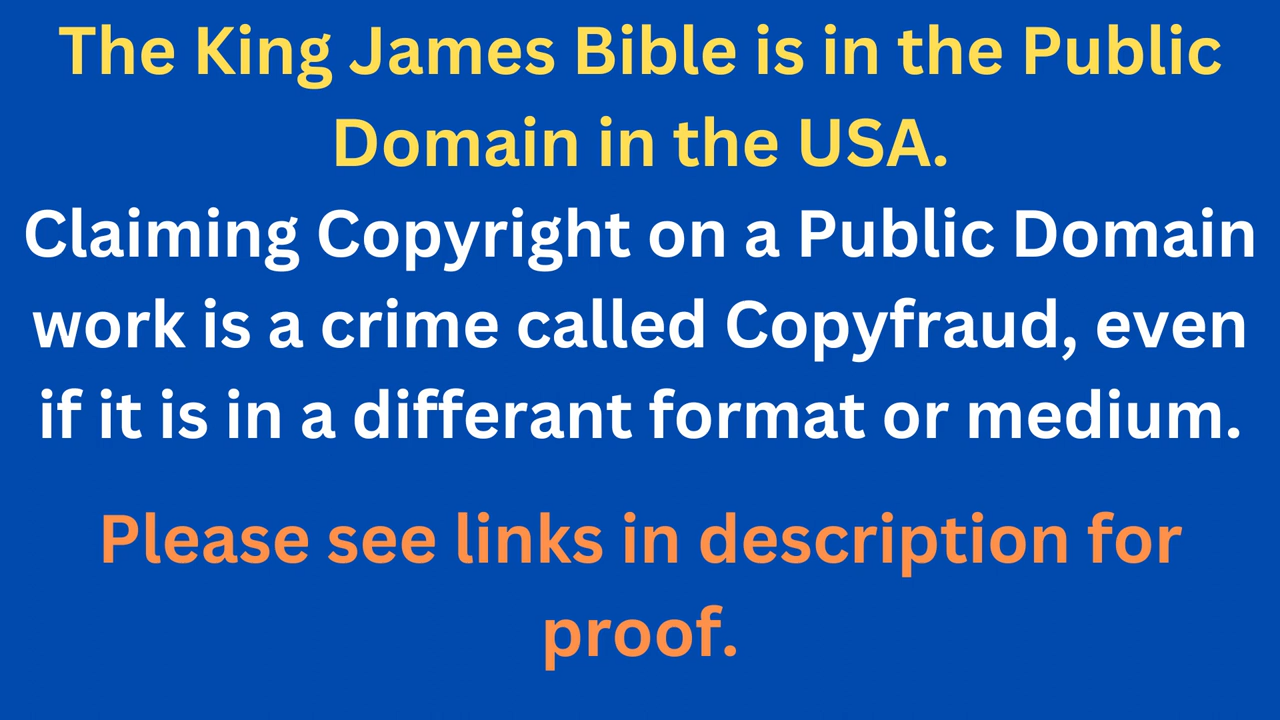 The King James Bible is in the Public
Domain in the USA.
Claiming Copyright on a Public Domain
work is a crime called Copyfraud, even
if it is in a differant format or medium.
Please see links in description for
proof.